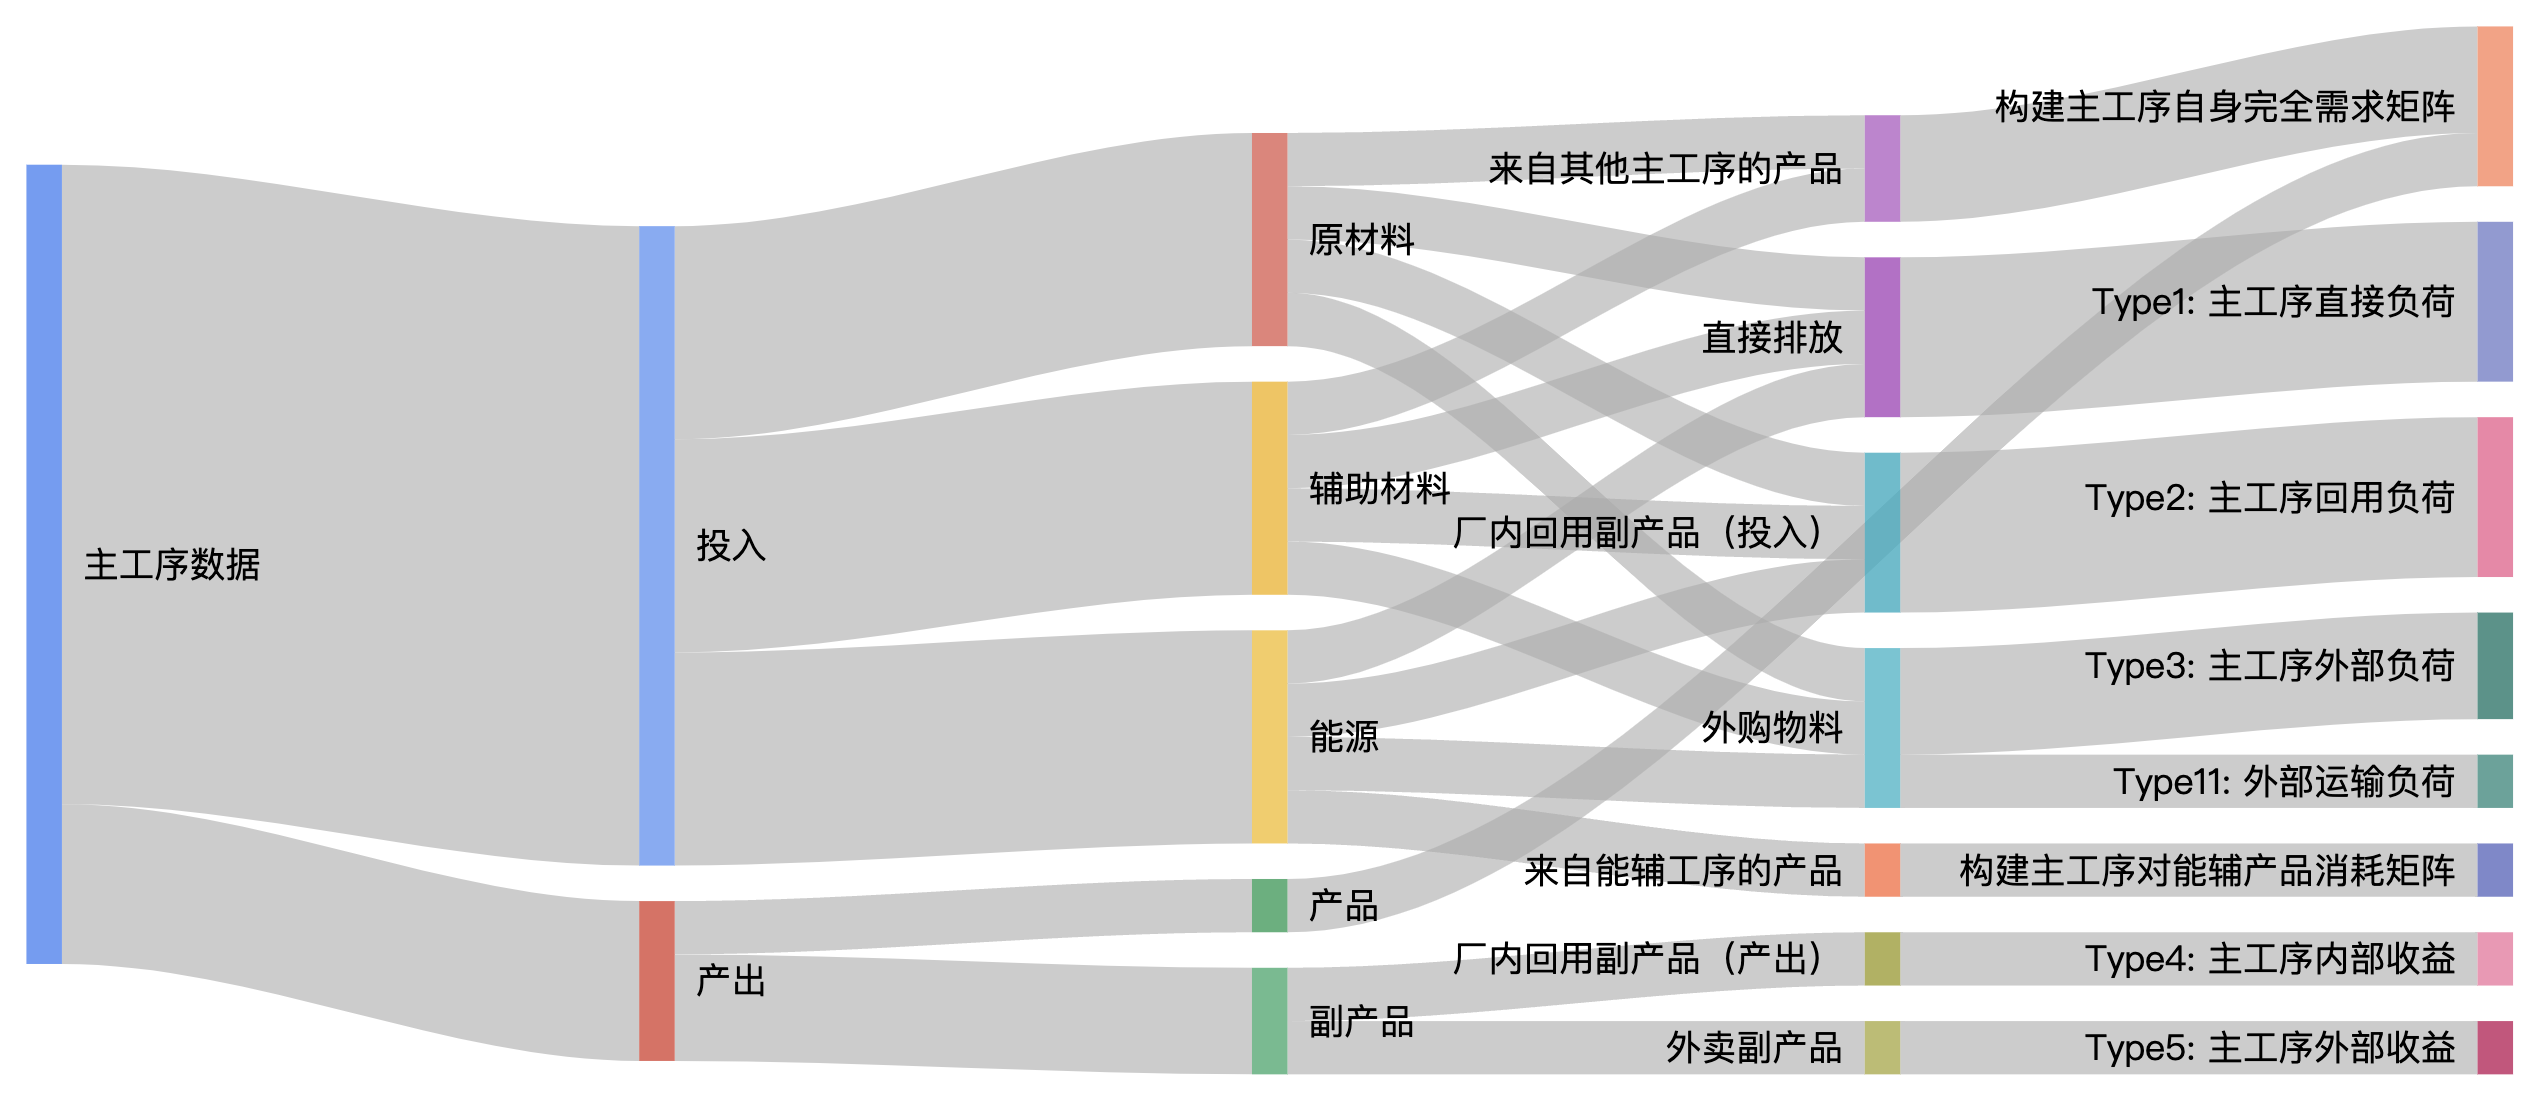 主工序数据
投入
产出
原材料
辅助材料
能源
产品
副产品
来自其他主工序的产品
直接排放
厂内回用副产品（投入）
外购物料
来自能辅工序的产品
厂内回用副产品（产出）
外卖副产品
构建主工序自身完全需求矩阵
Type1: 主工序直接负荷
Type2: 主工序回用负荷
Type3: 主工序外部负荷
Type11: 外部运输负荷
构建主工序对能辅产品消耗矩阵
Type4: 主工序内部收益
Type5: 主工序外部收益